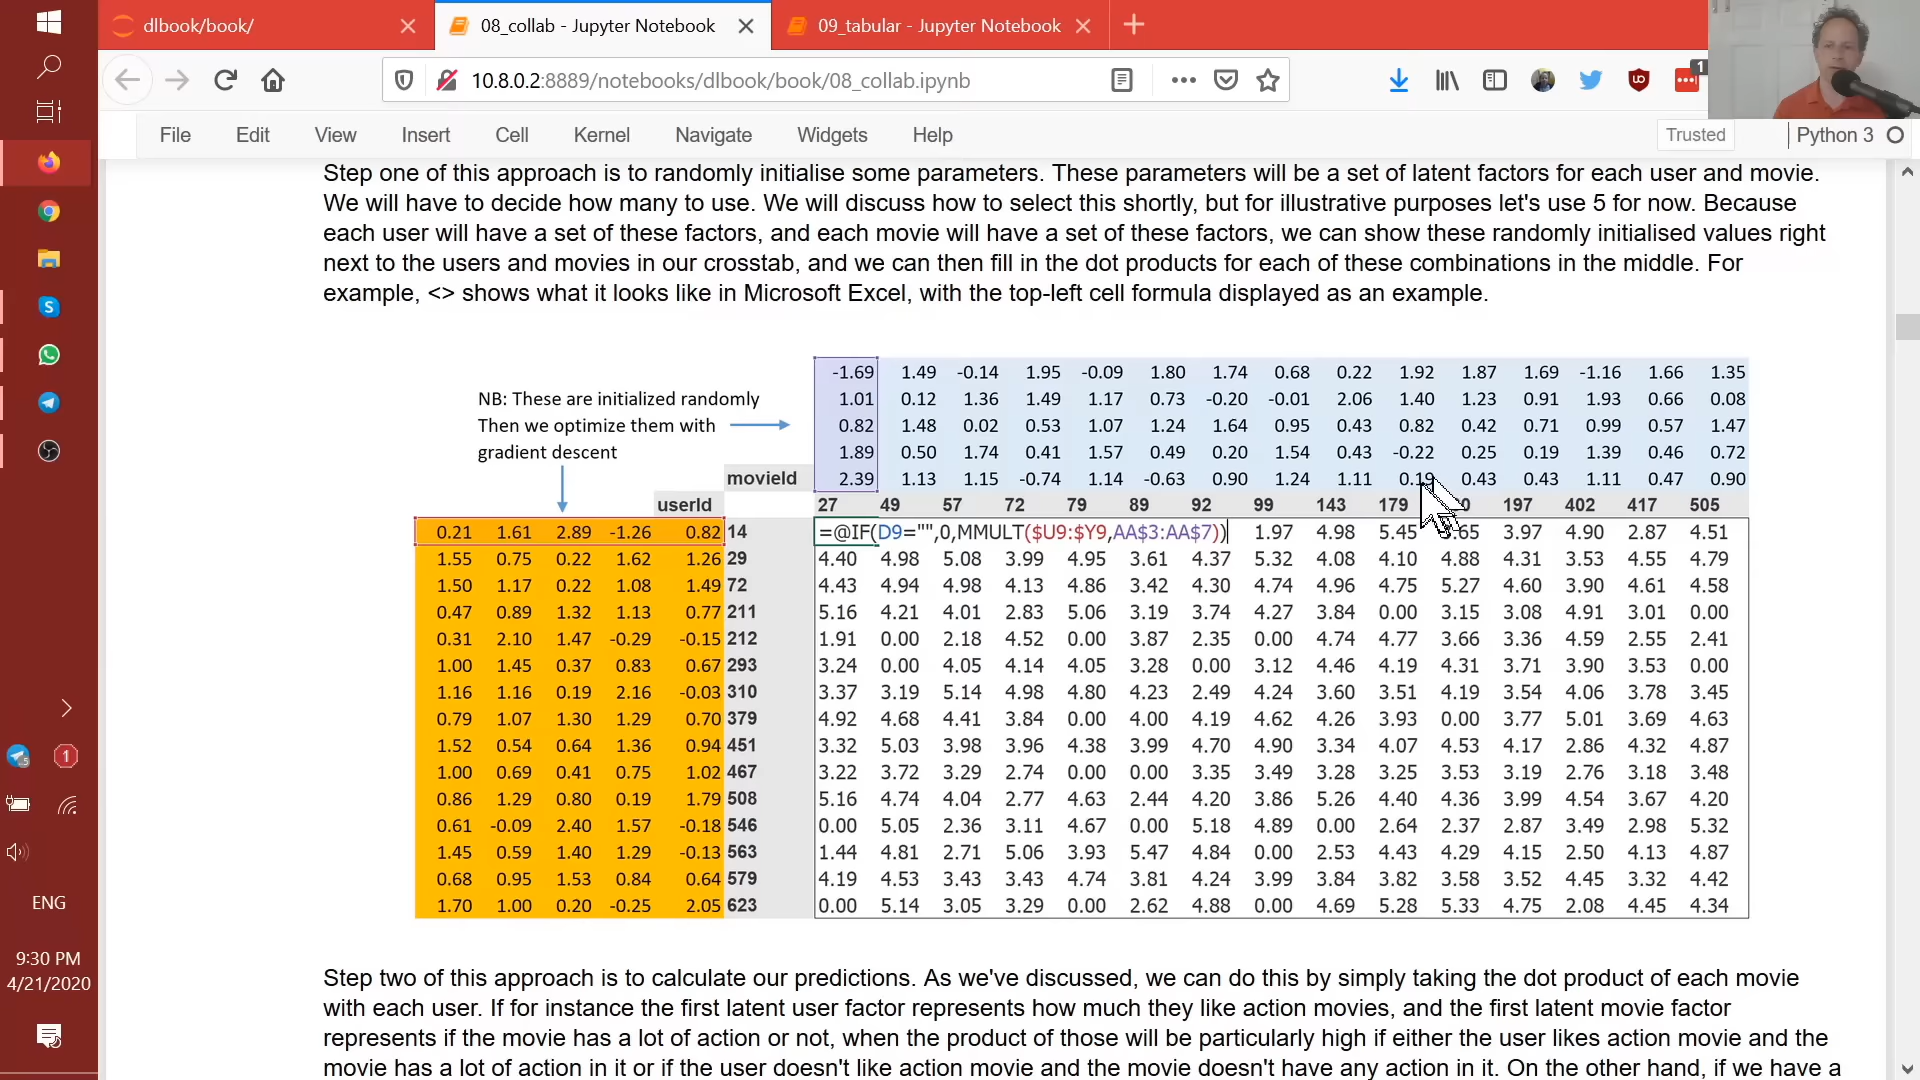 dlbook/book/
08_collab - Jupyter Notebook
09_tabular - Jupyter Notebook
10.8.0.2:8889/notebooks/dlbook/book/08_collab.ipynb
1
File Edit View Insert Cell Kernel Navigate Widgets Help
Trusted
Python 3
Step one of this approach is to randomly initialise some parameters. These parameters will be a set of latent factors for each user and movie.
We will have to decide how many to use. We will discuss how to select this shortly, but for illustrative purposes let's use 5 for now. Because
each user will have a set of these factors, and each movie will have a set of these factors, we can show these randomly initialised values right
next to the users and movies in our crosstab, and we can then fill in the dot products for each of these combinations in the middle. For
example, <> shows what it looks like in Microsoft Excel, with the top-left cell formula displayed as an example.
NB: These are initialized randomly
Then we optimize them with
gradient descent
-1.69 1.49 -0.14 1.95 -0.09 1.80 1.74 0.68 0.22 1.92 1.87 1.69 -1.16 1.66 1.35
1.01 0.12 1.36 1.49 1.17 0.73 -0.20 -0.01 2.06 1.40 1.23 0.91 1.93 0.66 0.08
0.82 1.48 0.02 0.53 1.07 1.24 1.64 0.95 0.43 0.82 0.42 0.71 0.99 0.57 1.47
1.89 0.50 1.74 0.41 1.57 0.49 0.20 1.54 0.43 -0.22 0.25 0.19 1.39 0.46 0.72
movieId 2.39 1.13 1.15 -0.74 1.14 -0.63 0.90 1.24 1.11 0.19 0.43 0.43 1.11 0.47 0.90
userId 27 49 57 72 79 89 92 99 143 179 197 402 417 505
0.21 1.61 2.89 -1.26 0.82 14 =@IF(D9="",0,MMULT($U9:$Y9,AA$3:AA$7)) 1.97 4.98 5.45 3.97 4.90 2.87 4.51
1.55 0.75 0.22 1.62 1.26 29 4.40 4.98 5.08 3.99 4.95 3.61 4.37 5.32 4.08 4.10 4.88 4.31 3.53 4.55 4.79
1.50 1.17 0.22 1.08 1.49 72 4.43 4.94 4.98 4.13 4.86 3.42 4.30 4.74 4.96 4.75 5.27 4.60 3.90 4.61 4.58
0.47 0.89 1.32 1.13 0.77 211 5.16 4.21 4.01 2.83 5.06 3.19 3.74 4.27 3.84 0.00 3.15 3.08 4.91 3.01 0.00
0.31 2.10 1.47 -0.29 -0.15 212 1.91 0.00 2.18 4.52 0.00 3.87 2.35 0.00 4.74 4.77 3.66 3.36 4.59 2.55 2.41
1.00 1.45 0.37 0.83 0.67 293 3.24 0.00 4.05 4.14 4.05 3.28 0.00 3.12 4.46 4.19 4.31 3.71 3.90 3.53 0.00
1.16 1.16 0.19 2.16 -0.03 310 3.37 3.19 5.14 4.98 4.80 4.23 2.49 4.24 3.60 3.51 4.19 3.54 4.06 3.78 3.45
0.79 1.07 1.30 1.29 0.70 379 4.92 4.68 4.41 3.84 0.00 4.00 4.19 4.62 4.26 3.93 0.00 3.77 5.01 3.69 4.63
1.52 0.54 0.64 1.36 0.94 451 3.32 5.03 3.98 3.96 4.38 3.99 4.70 4.90 3.34 4.07 4.53 4.17 2.86 4.32 4.87
1.00 0.69 0.41 0.75 1.02 467 3.22 3.72 3.29 2.74 0.00 0.00 3.35 3.49 3.28 3.25 3.53 3.19 2.76 3.18 3.48
0.86 1.29 0.80 0.19 1.79 508 5.16 4.74 4.04 2.77 4.63 2.44 4.20 3.86 5.26 4.40 4.36 3.99 4.54 3.67 4.20
0.61 -0.09 2.40 1.57 -0.18 546 0.00 5.05 2.36 3.11 4.67 0.00 5.18 4.89 0.00 2.64 2.37 2.87 3.49 2.98 5.32
1.45 0.59 1.40 1.29 -0.13 563 1.44 4.81 2.71 5.06 3.93 5.47 4.84 0.00 2.53 4.43 4.29 4.15 2.50 4.13 4.87
0.68 0.95 1.53 0.84 0.64 579 4.19 4.53 3.43 3.43 4.74 3.81 4.24 3.99 3.84 3.82 3.58 3.52 4.45 3.32 4.42
1.70 1.00 0.20 -0.25 2.05 623 0.00 5.14 3.05 3.29 0.00 2.62 4.88 0.00 4.69 5.28 5.33 4.75 2.08 4.45 4.34
Step two of this approach is to calculate our predictions. As we've discussed, we can do this by simply taking the dot product of each movie
with each user. If for instance the first latent user factor represents how much they like action movies, and the first latent movie factor
represents if the movie has a lot of action or not, when the product of those will be particularly high if either the user likes action movie and the
movie has a lot of action in it or if the user doesn't like action movie and the movie doesn't have any action in it. On the other hand, if we have a
1
ENG
9:30 PM
4/21/2020